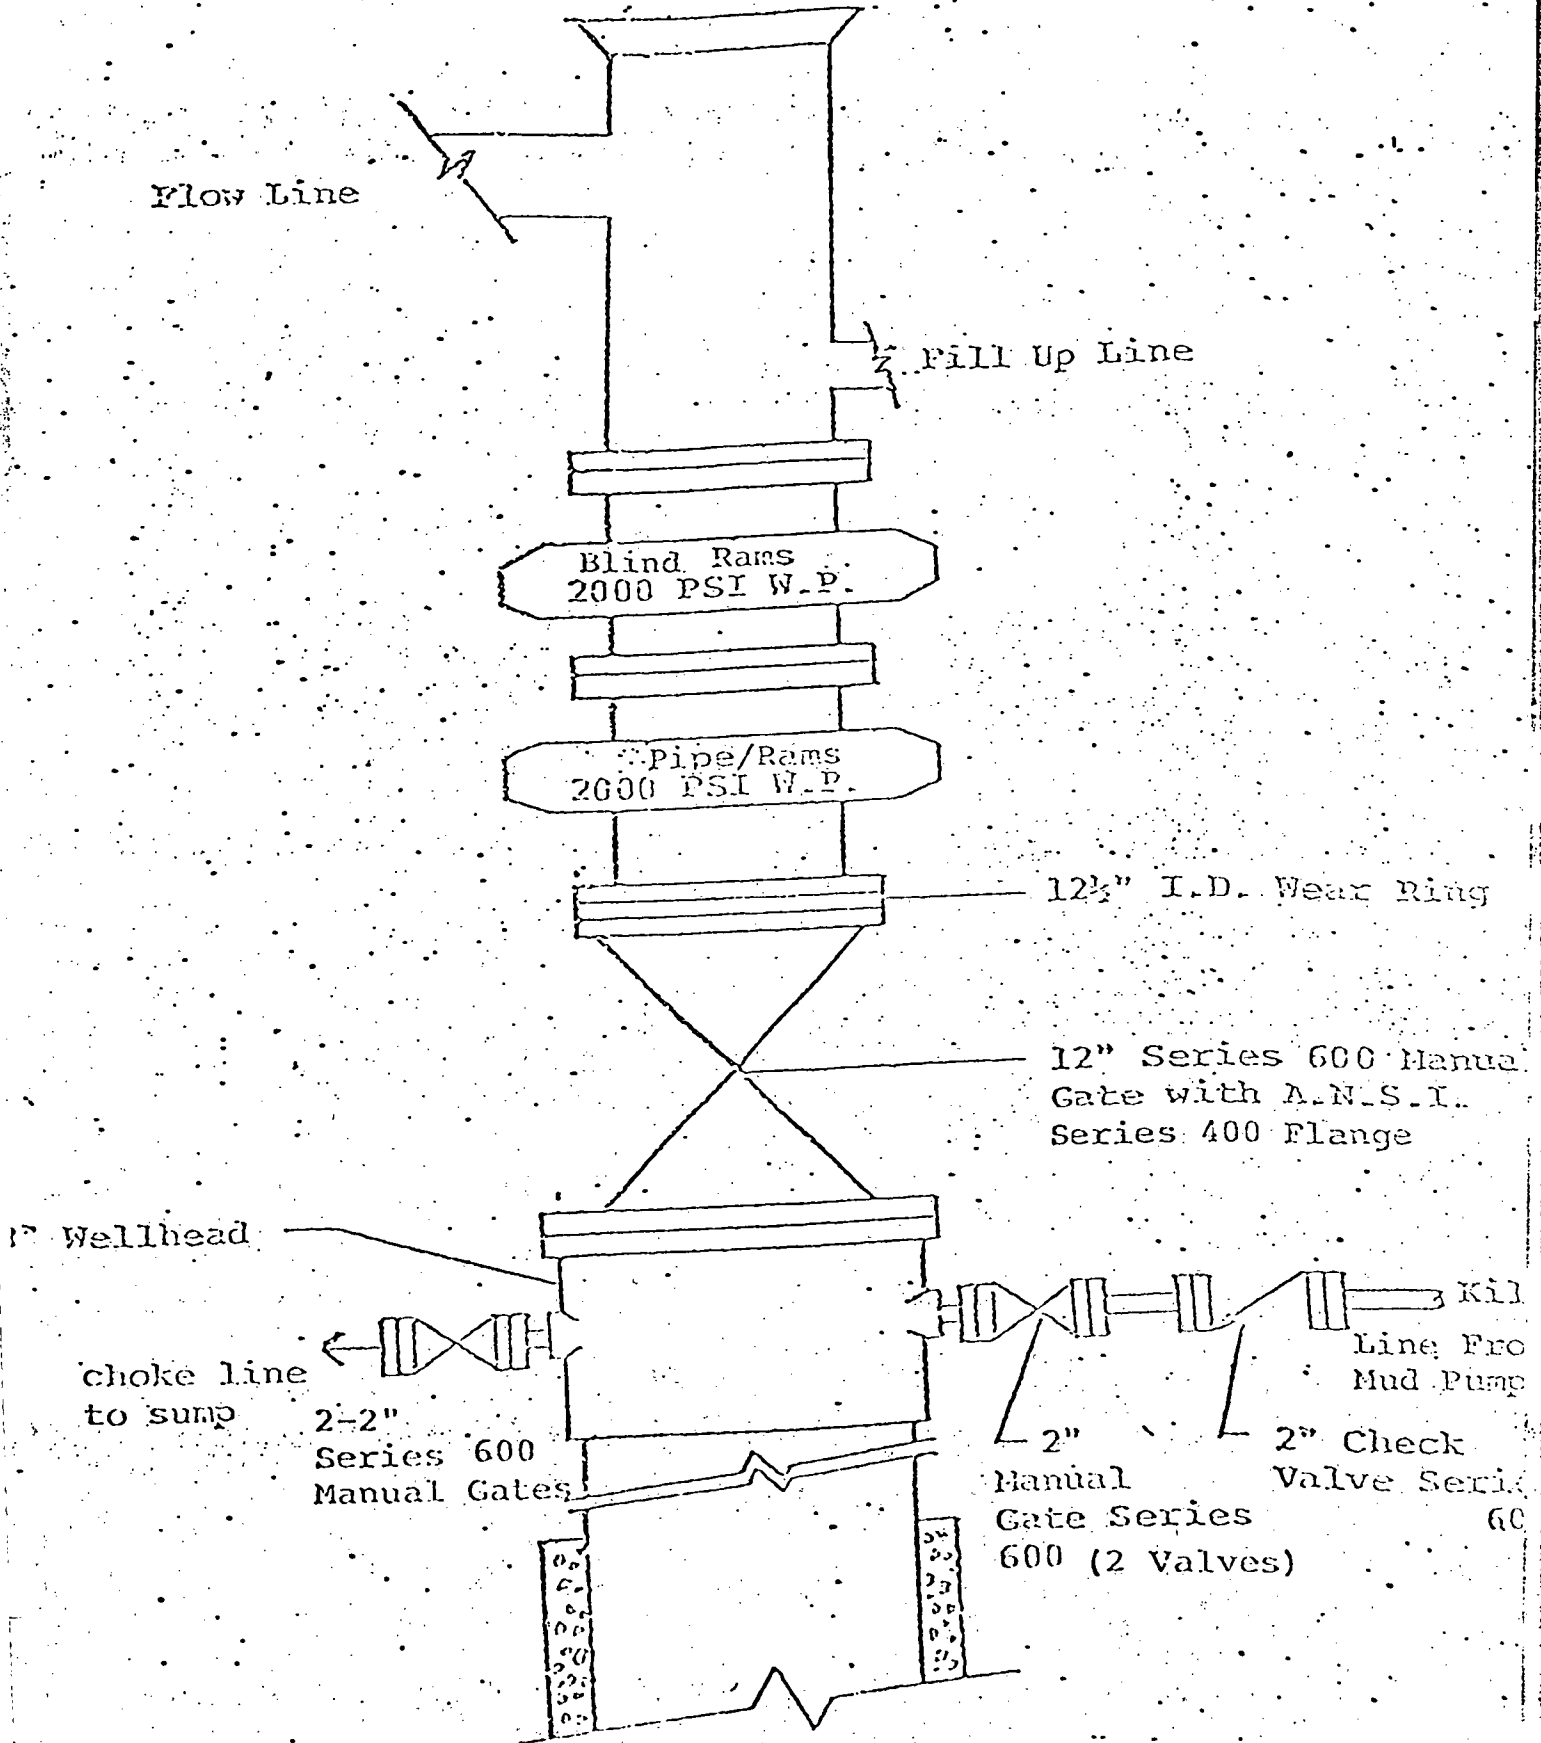 Flow Line
Fill Up Line
Blind Rams
2000 PSI W.P.
Pipe/Rams
2000 PSI W.P.
12½" I.D. Wear Ring
12" Series 600 Manua
Gate with A.N.S.I.
Series 400 Flange
" Wellhead
Kil
Line Fro
Mud Pump
choke line
to sump
2-2"
Series 600
Manual Gates
2"
Manual
Gate Series
600 (2 Valves)
2" Check
Valve Seri
60